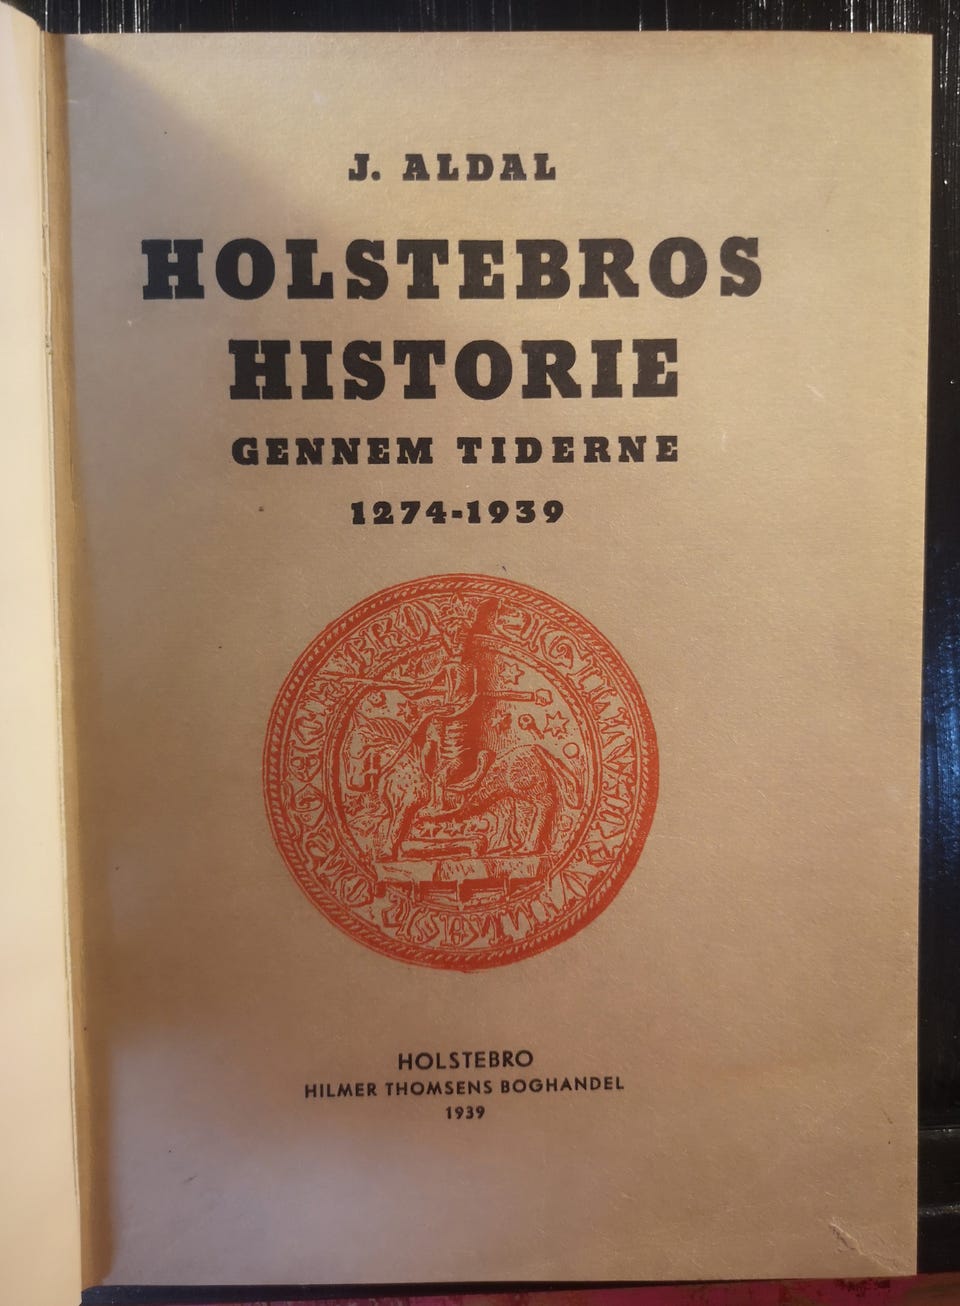 J. ALDAL
HOLSTEBROS
HISTORIE
GENNEM TIDERNE
1274-1939
HOLSTEBRO
HILMER THOMSENS BOGHANDEL
1939